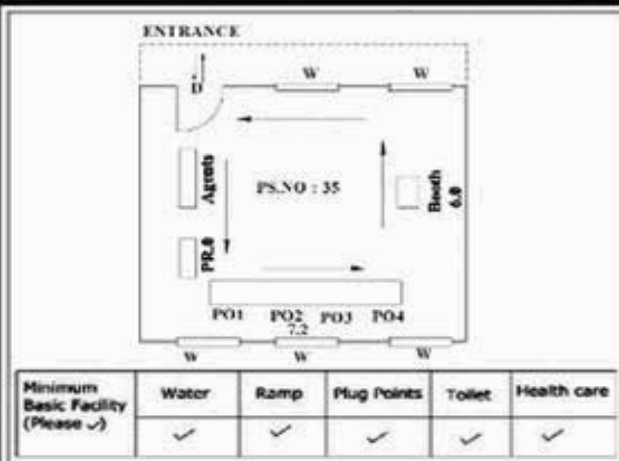 ENTRANCE
D
W W
Agents
PS.NO : 35
Booth
6.0
PR.0
PO1 PO2 PO3 PO4
7.2
W W W
Minimum Basic Facility (Please ✓) Water Ramp Plug Points Toilet Health care
✓ ✓ ✓ ✓ ✓